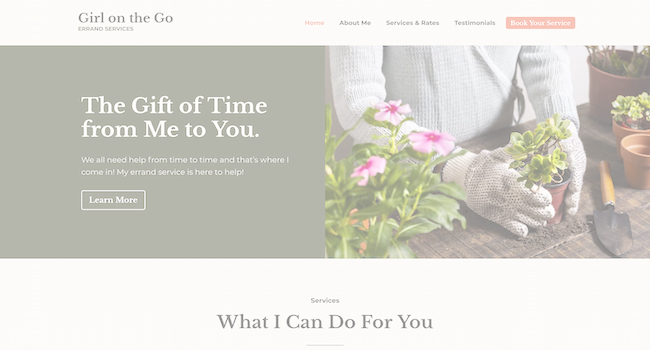 Girl on the Go
ERRAND SERVICES
Home About Me Services & Rates Testimonials Book Your Service
The Gift of Time
from Me to You.
We all need help from time to time and that's where I
come in! My errand service is here to help!
Learn More
Services
What I Can Do For You